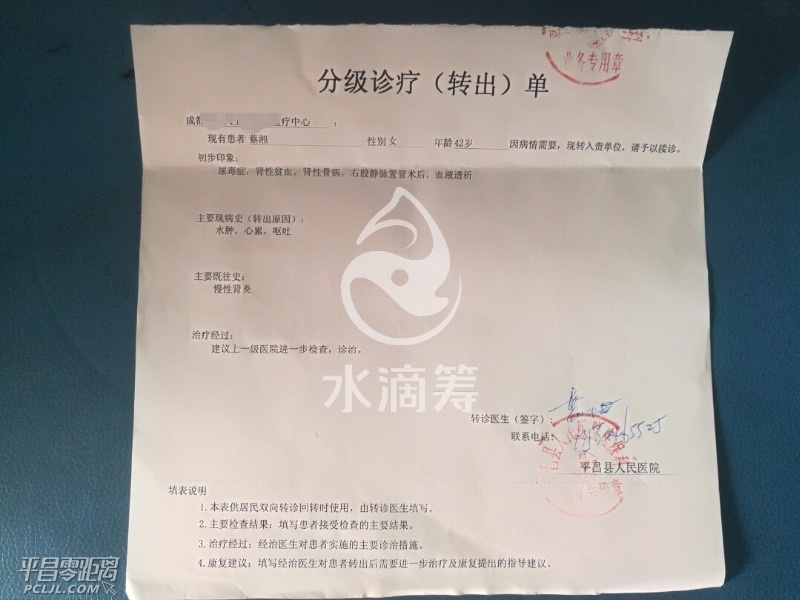 业务专用章
分级诊疗（转出）单
成都 医疗中心：
现有患者 蔡湘 性别 女 年龄 42岁 因病情需要，现转入贵单位，请予以接诊。
初步印象：
尿毒症，肾性贫血，肾性骨病，右股静脉置管术后，血液透析
主要现病史（转出原因）：
水肿，心累，呕吐
主要既往史：
慢性肾炎
治疗经过：
建议上一级医院进一步检查，诊治。
水滴筹
转诊医生（签字）：
联系电话：
平昌县人民医院
填表说明
1.本表供居民双向转诊回转时使用，由转诊医生填写。
2.主要检查结果：填写患者接受检查的主要结果。
3.治疗经过：经治医生对患者实施的主要诊治措施。
4.康复建议：填写经治医生对患者转出后需要进一步治疗及康复提出的指导建议。
平昌零距离
PCLJL.COM